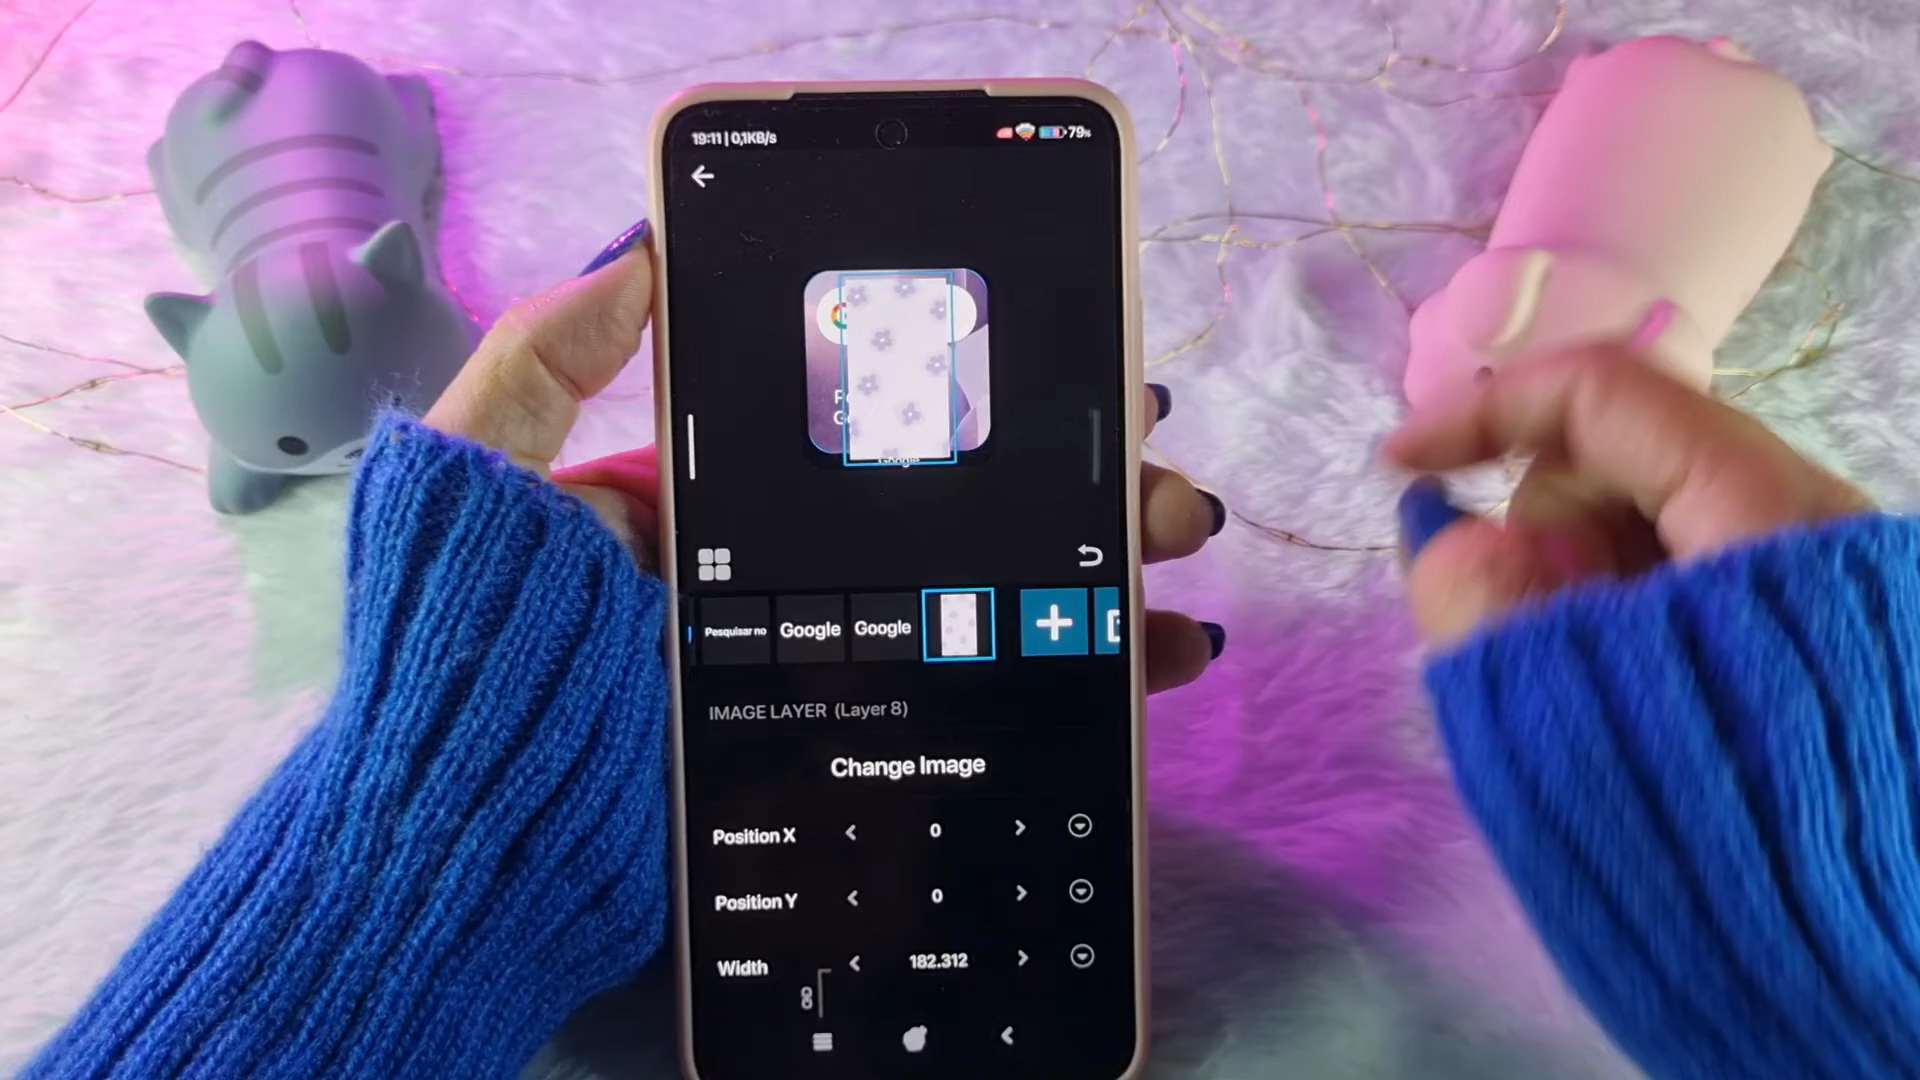 19:11 | 0,1KB/s
79%
G
Google
Pesquisar no
Google
Google
IMAGE LAYER (Layer 8)
Change Image
Position X
0
Position Y
0
Width
182.312